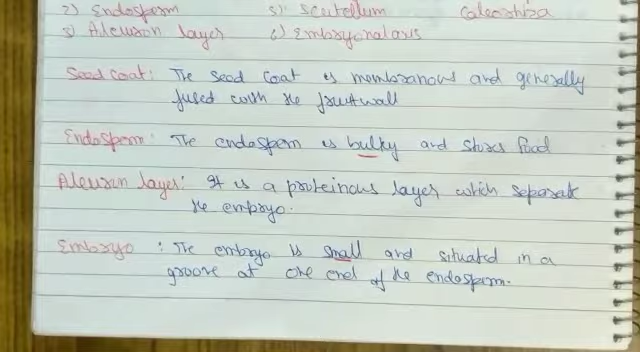 2) Endosperm 5) Scutellum Coleorhiza
3) Aleuron layer 6) Embryonal axis
Seed coat: The seed coat is membranous and generally
fused with the fruitwall
Endosperm: The endosperm is bulky and stores food
Aleuron layer: It is a proteinous layer which separate
the embryo.
Embryo: The embryo is small and situated in a
groove at one end of the endosperm.